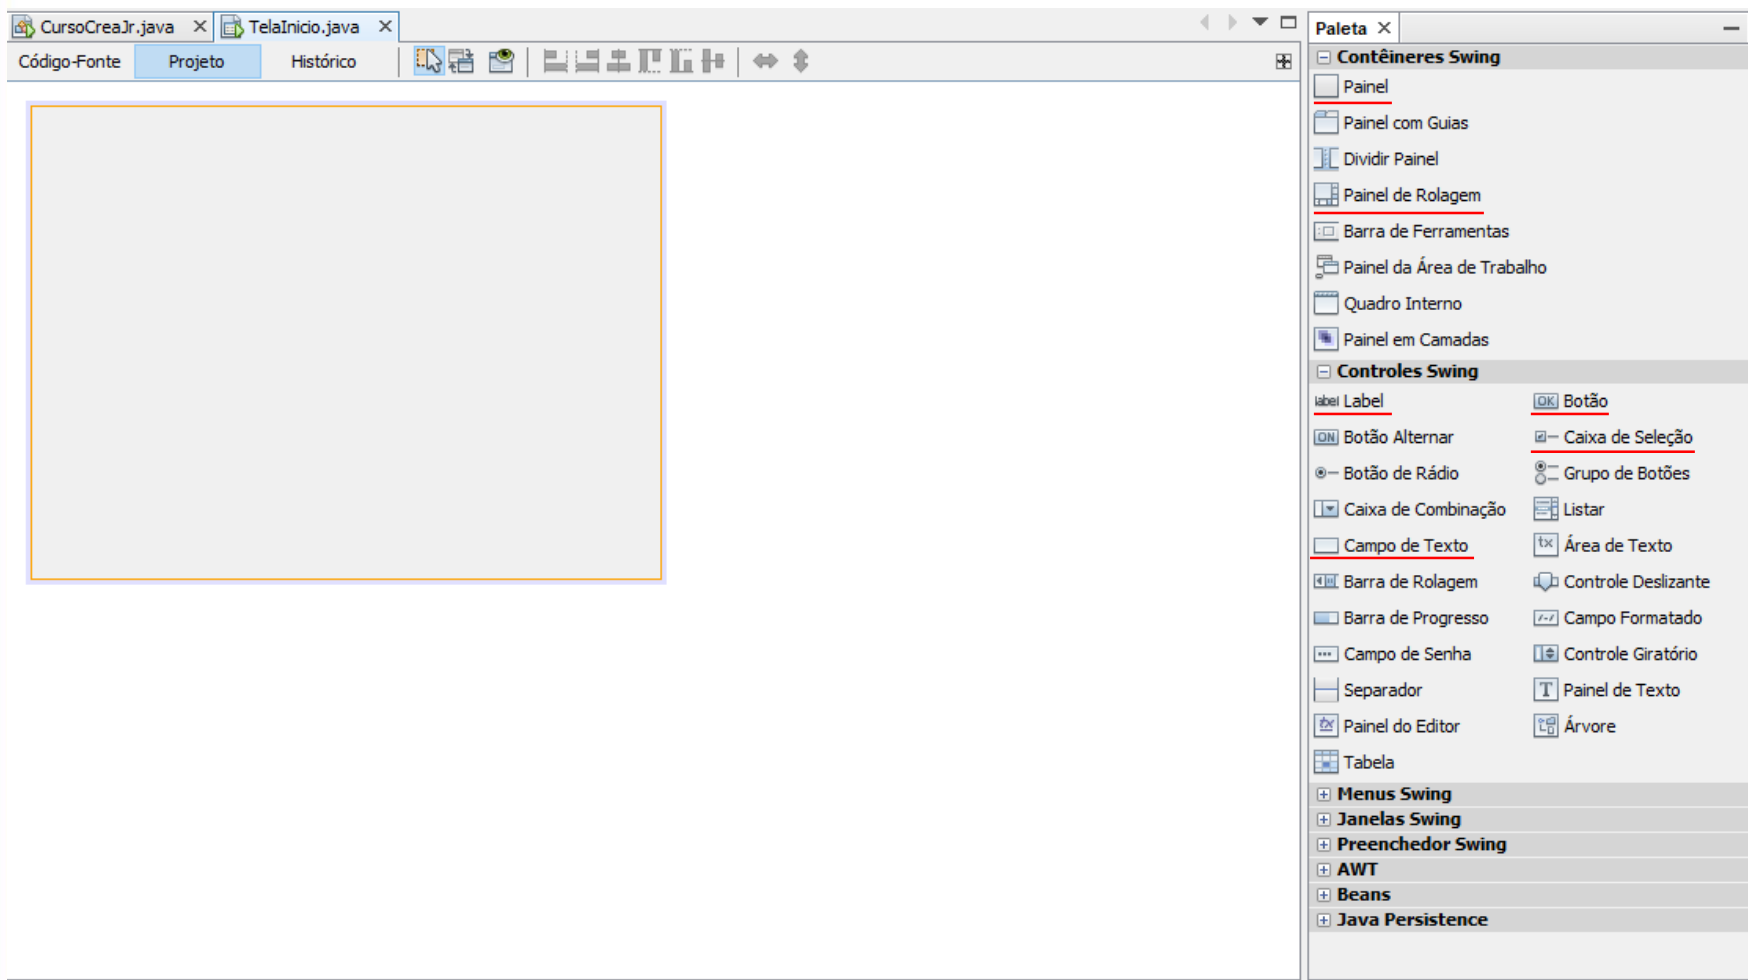 CursoCreaJr.java
TelaInicio.java
Código-Fonte Projeto Histórico
Paleta
Contêineres Swing
Painel
Painel com Guias
Dividir Painel
Painel de Rolagem
Barra de Ferramentas
Painel da Área de Trabalho
Quadro Interno
Painel em Camadas
Controles Swing
label Label OK Botão
ON Botão Alternar Caixa de Seleção
Botão de Rádio Grupo de Botões
Caixa de Combinação Listar
Campo de Texto tx Área de Texto
Barra de Rolagem Controle Deslizante
Barra de Progresso Campo Formatado
Campo de Senha Controle Giratório
Separador T Painel de Texto
tx Painel do Editor Árvore
Tabela
Menus Swing
Janelas Swing
Preenchedor Swing
AWT
Beans
Java Persistence